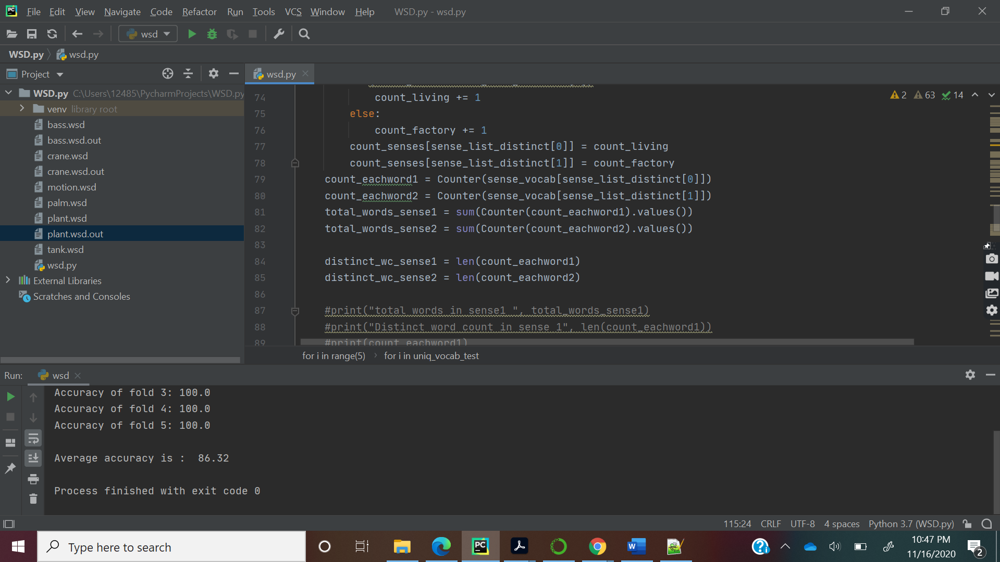 File Edit View Navigate Code Refactor Run Tools VCS Window Help WSD.py - wsd.py
wsd
WSD.py wsd.py
Project
wsd.py
WSD.py C:\Users\12485\PycharmProjects\WSD.py
venv library root
bass.wsd
bass.wsd.out
crane.wsd
crane.wsd.out
motion.wsd
palm.wsd
plant.wsd
plant.wsd.out
tank.wsd
wsd.py
External Libraries
Scratches and Consoles
2 63 14
74 count_living += 1
75 else:
76 count_factory += 1
77 count_senses[sense_list_distinct[0]] = count_living
78 count_senses[sense_list_distinct[1]] = count_factory
79 count_eachword1 = Counter(sense_vocab[sense_list_distinct[0]])
80 count_eachword2 = Counter(sense_vocab[sense_list_distinct[1]])
81 total_words_sense1 = sum(Counter(count_eachword1).values())
82 total_words_sense2 = sum(Counter(count_eachword2).values())
83
84 distinct_wc_sense1 = len(count_eachword1)
85 distinct_wc_sense2 = len(count_eachword2)
86
87 #print("total words in sense1 ", total_words_sense1)
88 #print("Distinct word count in sense 1", len(count_eachword1))
89 #print(count_eachword1)
for i in range(5) for i in uniq_vocab_test
Run: wsd
Accuracy of fold 3: 100.0
Accuracy of fold 4: 100.0
Accuracy of fold 5: 100.0
Average accuracy is :  86.32
Process finished with exit code 0
115:24 CRLF UTF-8 4 spaces Python 3.7 (WSD.py)
Type here to search
10:47 PM
11/16/2020
2